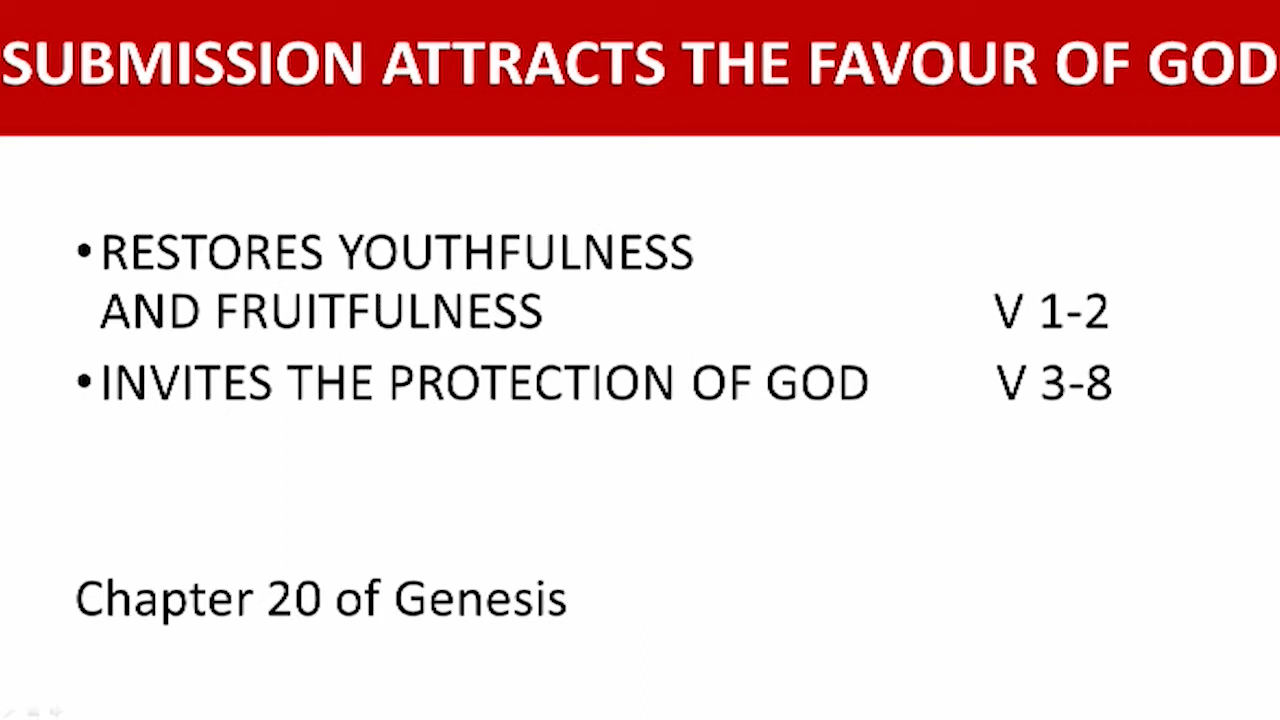 SUBMISSION ATTRACTS THE FAVOUR OF GOD
•RESTORES YOUTHFULNESS
AND FRUITFULNESS V 1-2
•INVITES THE PROTECTION OF GOD V 3-8
Chapter 20 of Genesis